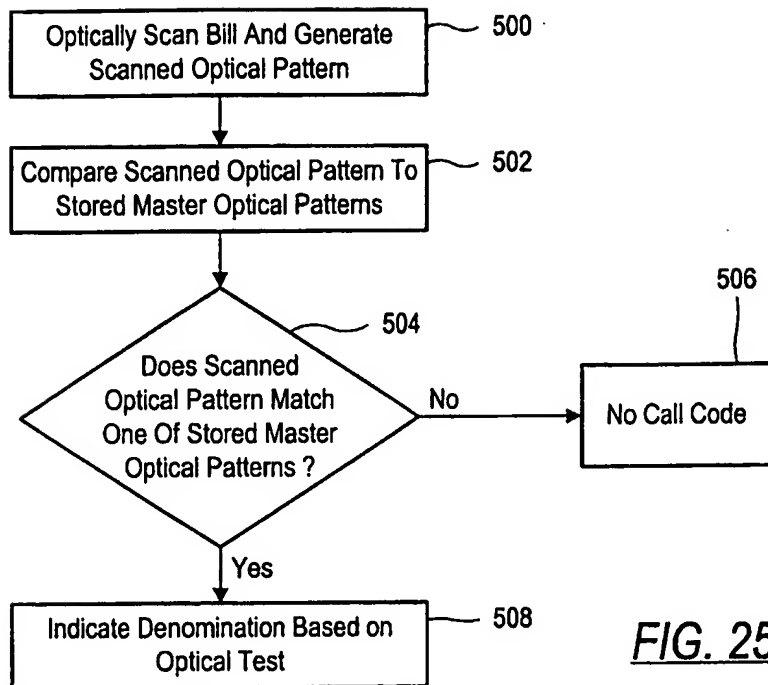 Optically Scan Bill And Generate
Scanned Optical Pattern
500
Compare Scanned Optical Pattern To
Stored Master Optical Patterns
502
504
Does Scanned
Optical Pattern Match
One Of Stored Master
Optical Patterns ?
No
506
No Call Code
Yes
Indicate Denomination Based on
Optical Test
508
FIG. 25